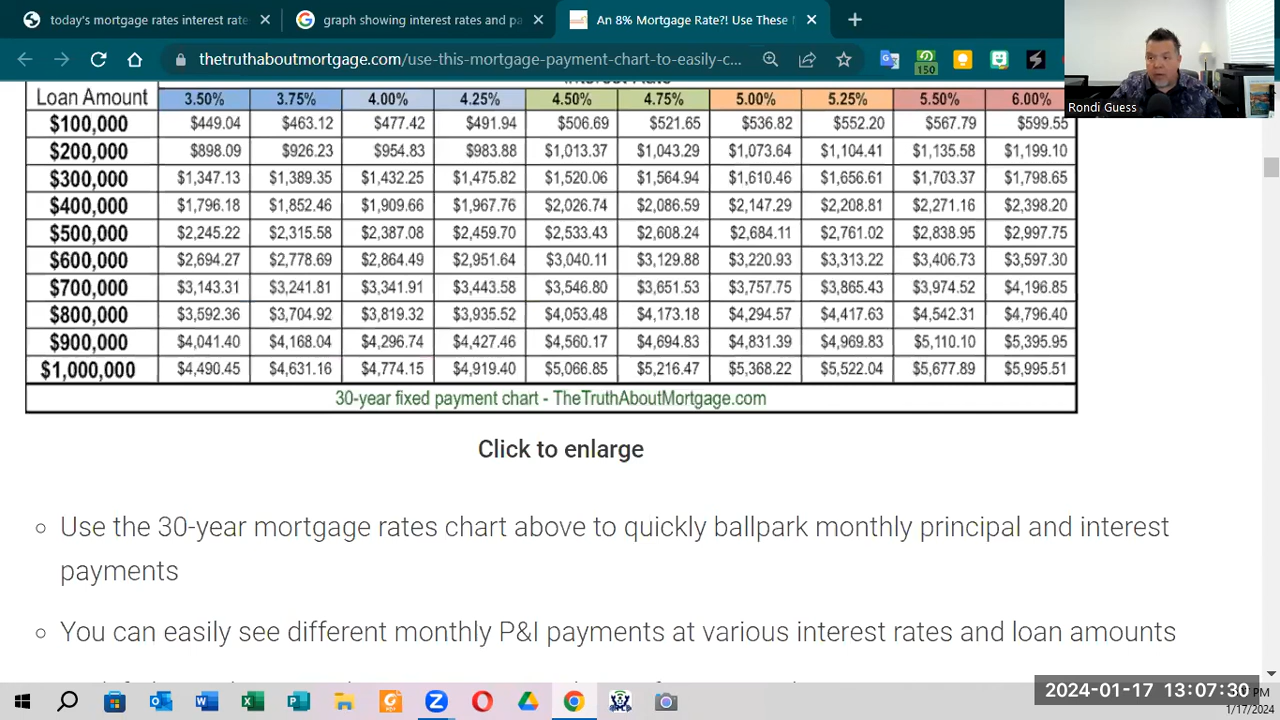 today's mortgage rates interest rate
graph showing interest rates and pa
An 8% Mortgage Rate?! Use These
thetruthaboutmortgage.com/use-this-mortgage-payment-chart-to-easily-c...
150
Rondi Guess
Loan Amount 3.50% 3.75% 4.00% 4.25% 4.50% 4.75% 5.00% 5.25% 5.50% 6.00%
$100,000 $449.04 $463.12 $477.42 $491.94 $506.69 $521.65 $536.82 $552.20 $567.79 $599.55
$200,000 $898.09 $926.23 $954.83 $983.88 $1,013.37 $1,043.29 $1,073.64 $1,104.41 $1,135.58 $1,199.10
$300,000 $1,347.13 $1,389.35 $1,432.25 $1,475.82 $1,520.06 $1,564.94 $1,610.46 $1,656.61 $1,703.37 $1,798.65
$400,000 $1,796.18 $1,852.46 $1,909.66 $1,967.76 $2,026.74 $2,086.59 $2,147.29 $2,208.81 $2,271.16 $2,398.20
$500,000 $2,245.22 $2,315.58 $2,387.08 $2,459.70 $2,533.43 $2,608.24 $2,684.11 $2,761.02 $2,838.95 $2,997.75
$600,000 $2,694.27 $2,778.69 $2,864.49 $2,951.64 $3,040.11 $3,129.88 $3,220.93 $3,313.22 $3,406.73 $3,597.30
$700,000 $3,143.31 $3,241.81 $3,341.91 $3,443.58 $3,546.80 $3,651.53 $3,757.75 $3,865.43 $3,974.52 $4,196.85
$800,000 $3,592.36 $3,704.92 $3,819.32 $3,935.52 $4,053.48 $4,173.18 $4,294.57 $4,417.63 $4,542.31 $4,796.40
$900,000 $4,041.40 $4,168.04 $4,296.74 $4,427.46 $4,560.17 $4,694.83 $4,831.39 $4,969.83 $5,110.10 $5,395.95
$1,000,000 $4,490.45 $4,631.16 $4,774.15 $4,919.40 $5,066.85 $5,216.47 $5,368.22 $5,522.04 $5,677.89 $5,995.51
30-year fixed payment chart - TheTruthAboutMortgage.com
Click to enlarge
Use the 30-year mortgage rates chart above to quickly ballpark monthly principal and interest
payments
You can easily see different monthly P&I payments at various interest rates and loan amounts
2024-01-17 13:07:30
PM
1/17/2024